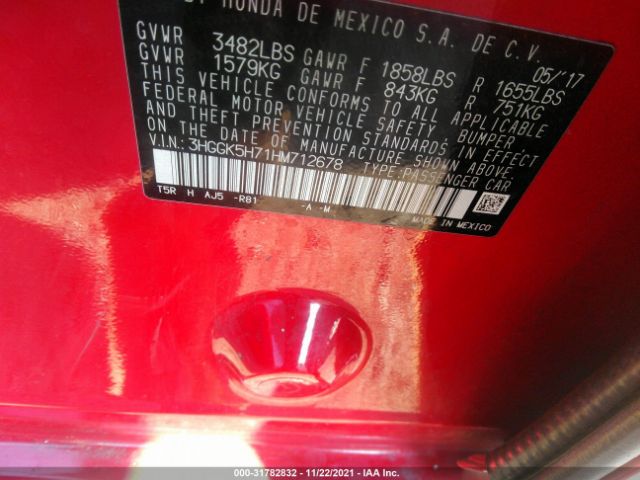 HONDA DE MEXICO S.A. DE C.V.
05/'17
GVWR 3482LBS GAWR F 1858LBS R 1655LBS
GVWR 1579KG GAWR F 843KG R 751KG
THIS VEHICLE CONFORMS TO ALL APPLICABLE
FEDERAL MOTOR VEHICLE SAFETY, BUMPER,
AND THEFT PREVENTION STANDARDS IN EFFECT
ON THE DATE OF MANUFACTURE SHOWN ABOVE.
V.I.N.: 3HGGK5H71HM712678 TYPE:PASSENGER CAR
T5R H AJ5 -R81 -A -M
MADE IN MEXICO
000-31782832 - 11/22/2021 - IAA Inc.